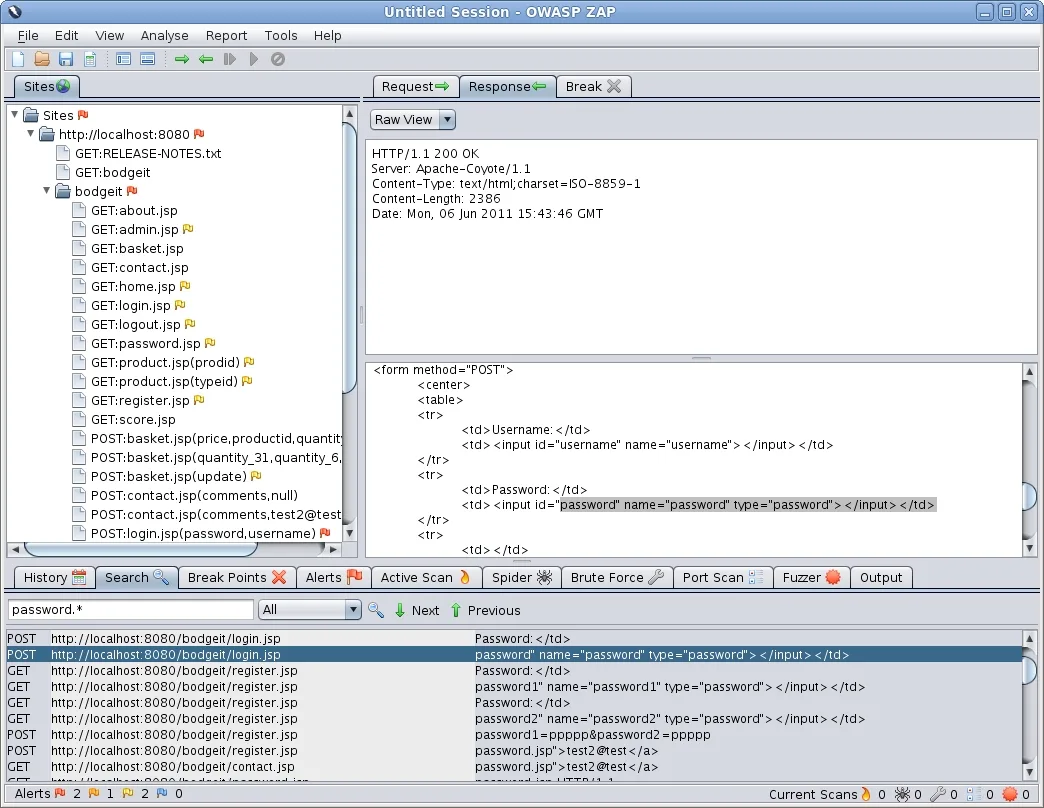 Untitled Session - OWASP ZAP
File Edit View Analyse Report Tools Help
Sites
Request Response Break
Sites
http://localhost:8080
GET:RELEASE-NOTES.txt
GET:bodgeit
bodgeit
GET:about.jsp
GET:admin.jsp
GET:basket.jsp
GET:contact.jsp
GET:home.jsp
GET:login.jsp
GET:logout.jsp
GET:password.jsp
GET:product.jsp(prodid)
GET:product.jsp(typeid)
GET:register.jsp
GET:score.jsp
POST:basket.jsp(price,productid,quantity
POST:basket.jsp(quantity_31,quantity_6,
POST:basket.jsp(update)
POST:contact.jsp(comments,null)
POST:contact.jsp(comments,test2@test
POST:login.jsp(password,username)
Raw View
HTTP/1.1 200 OK
Server: Apache-Coyote/1.1
Content-Type: text/html;charset=ISO-8859-1
Content-Length: 2386
Date: Mon, 06 Jun 2011 15:43:46 GMT
<form method="POST">
<center>
<table>
<tr>
<td>Username:</td>
<td><input id="username" name="username"></input></td>
</tr>
<tr>
<td>Password:</td>
<td><input id="password" name="password" type="password"></input></td>
</tr>
<tr>
<td></td>
History Search Break Points Alerts Active Scan Spider Brute Force Port Scan Fuzzer Output
password.* All Next Previous
POST http://localhost:8080/bodgeit/login.jsp Password:</td>
POST http://localhost:8080/bodgeit/login.jsp password" name="password" type="password"></input></td>
GET http://localhost:8080/bodgeit/register.jsp Password:</td>
GET http://localhost:8080/bodgeit/register.jsp password1" name="password1" type="password"></input></td>
GET http://localhost:8080/bodgeit/register.jsp Password:</td>
GET http://localhost:8080/bodgeit/register.jsp password2" name="password2" type="password"></input></td>
POST http://localhost:8080/bodgeit/register.jsp password1=ppppp&password2=ppppp
POST http://localhost:8080/bodgeit/register.jsp password.jsp">test2@test</a>
GET http://localhost:8080/bodgeit/contact.jsp password.jsp">test2@test</a>
GET http://localhost:8080/bodgeit/password.jsp password.jsp HTTP/1.1
Alerts 2 1 2 0 Current Scans 0 0 0 0 0